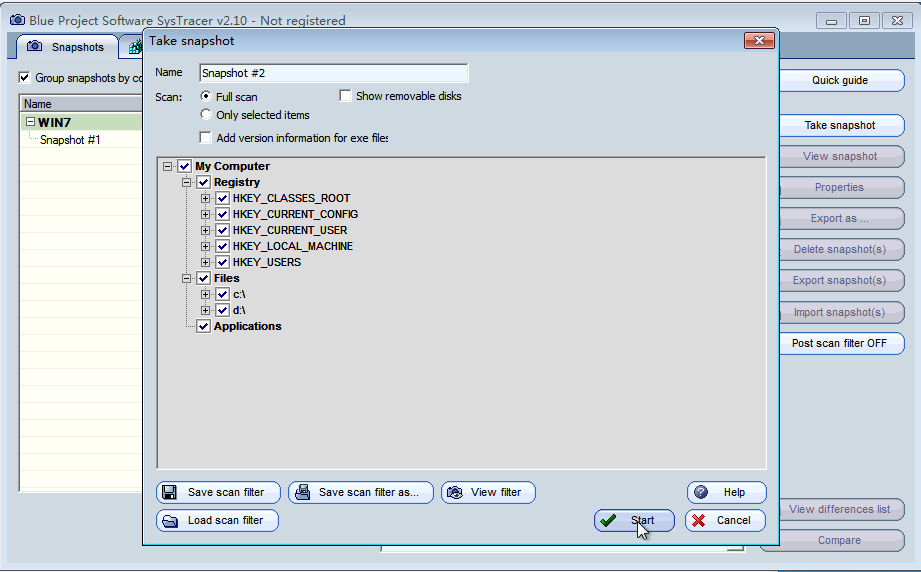 Blue Project Software SysTracer v2.10 - Not registered
Snapshots
Group snapshots by co
Name
WIN7
Snapshot #1
Take snapshot
Name
Snapshot #2
Scan:
Full scan
Show removable disks
Only selected items
Add version information for exe files
My Computer
Registry
HKEY_CLASSES_ROOT
HKEY_CURRENT_CONFIG
HKEY_CURRENT_USER
HKEY_LOCAL_MACHINE
HKEY_USERS
Files
c:\
d:\
Applications
Save scan filter
Save scan filter as...
View filter
Help
Load scan filter
Start
Cancel
Quick guide
Take snapshot
View snapshot
Properties
Export as ...
Delete snapshot(s)
Export snapshot(s)
Import snapshot(s)
Post scan filter OFF
View differences list
Compare